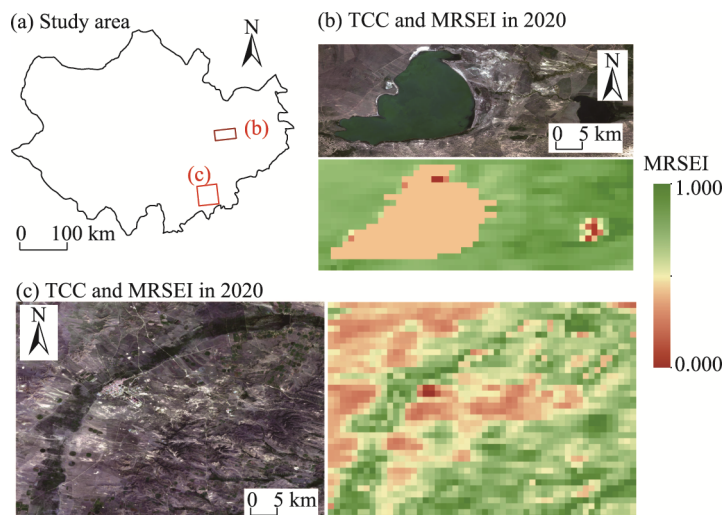 (a) Study area
N
(b)
(c)
0 100 km
(b) TCC and MRSEI in 2020
N
0 5 km
MRSEI
1.000
0.000
(c) TCC and MRSEI in 2020
N
0 5 km